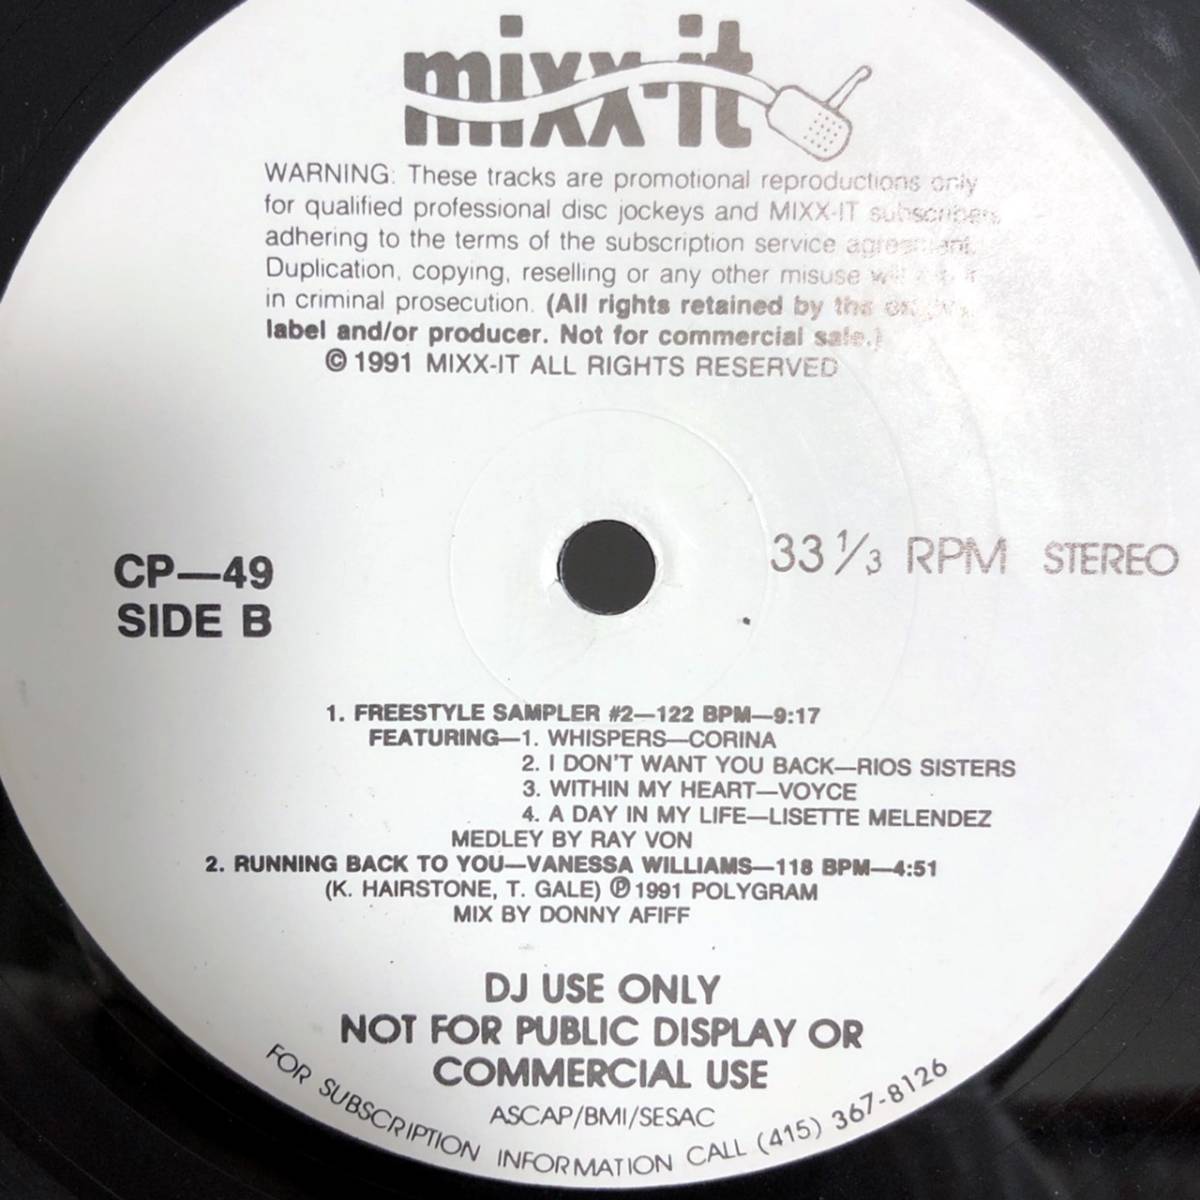 mixx-it
WARNING: These tracks are promotional reproductions only
for qualified professional disc jockeys and MIXX-IT subscribers
adhering to the terms of the subscription service agreement.
Duplication, copying, reselling or any other misuse will
in criminal prosecution. (All rights retained by the
label and/or producer. Not for commercial sale.)
© 1991 MIXX-IT ALL RIGHTS RESERVED
33 1/3 RPM STEREO
CP—49
SIDE B
1. FREESTYLE SAMPLER #2—122 BPM—9:17
FEATURING—1. WHISPERS—CORINA
2. I DON'T WANT YOU BACK—RIOS SISTERS
3. WITHIN MY HEART—VOYCE
4. A DAY IN MY LIFE—LISETTE MELENDEZ
MEDLEY BY RAY VON
2. RUNNING BACK TO YOU—VANESSA WILLIAMS—118 BPM—4:51
(K. HAIRSTONE, T. GALE) ℗ 1991 POLYGRAM
MIX BY DONNY AFIFF
DJ USE ONLY
NOT FOR PUBLIC DISPLAY OR
COMMERCIAL USE
ASCAP/BMI/SESAC
FOR SUBSCRIPTION INFORMATION CALL (415) 367-8126